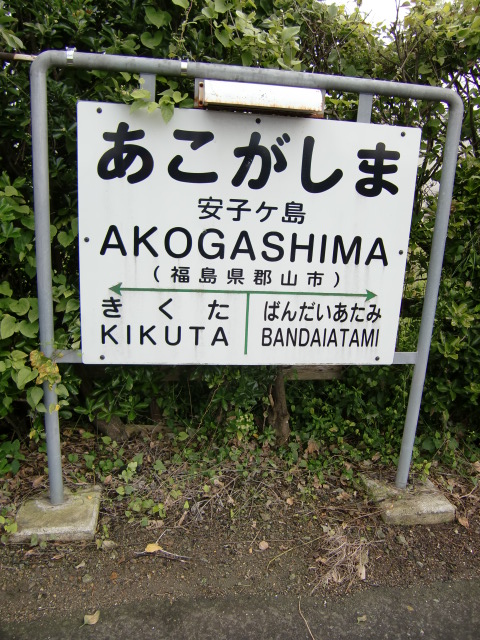 あこがしま
安子ケ島
AKOGASHIMA
(福島県郡山市)
きくた ばんだいあたみ
KIKUTA BANDAIATAMI